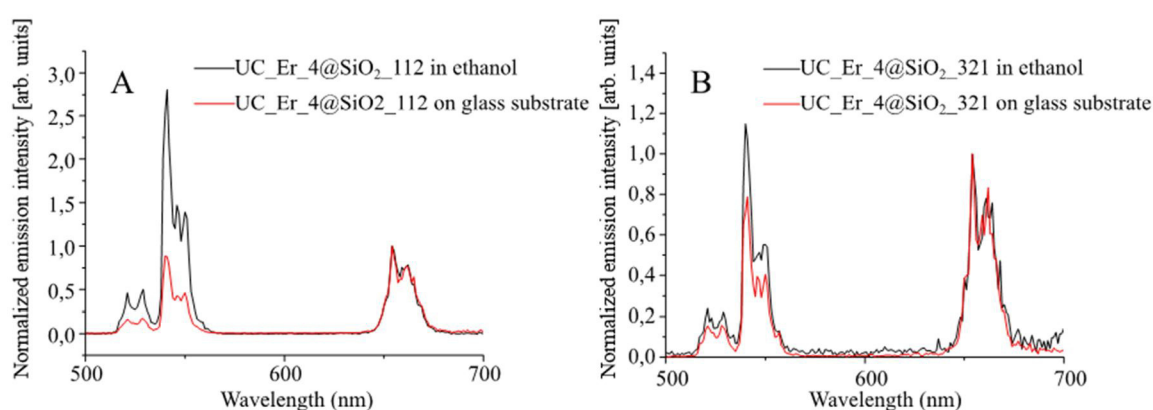 Normalized emission intensity [arb. units]
A
UC_Er_4@SiO₂_112 in ethanol
UC_Er_4@SiO2_112 on glass substrate
3,0
2,5
2,0
1,5
1,0
0,5
0,0
500 600 700
Wavelength (nm)
Normalized emission intensity [arb. units]
B
UC_Er_4@SiO₂_321 in ethanol
UC_Er_4@SiO₂_321 on glass substrate
1,4
1,2
1,0
0,8
0,6
0,4
0,2
0,0
500 600 700
Wavelength (nm)